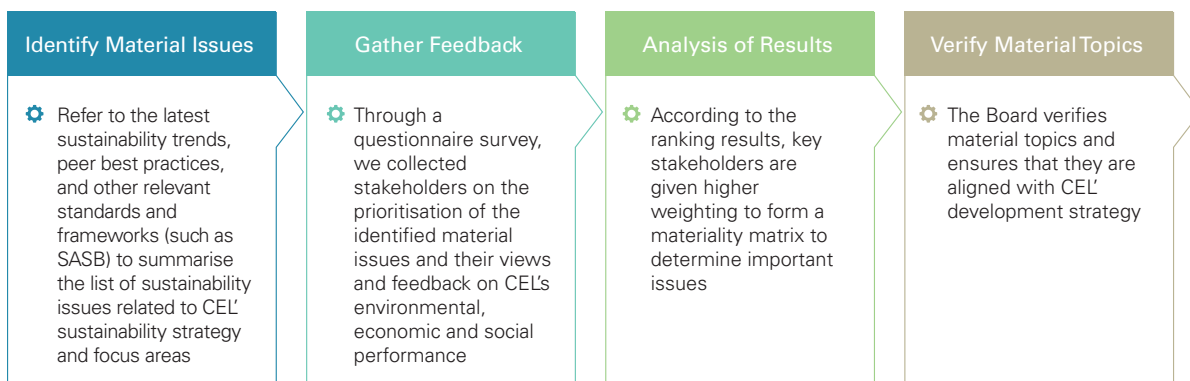 Identify Material Issues
Refer to the latest
sustainability trends,
peer best practices,
and other relevant
standards and
frameworks (such as
SASB) to summarise
the list of sustainability
issues related to CEL'
sustainability strategy
and focus areas
Gather Feedback
Through a
questionnaire survey,
we collected
stakeholders on the
prioritisation of the
identified material
issues and their views
and feedback on CEL's
environmental,
economic and social
performance
Analysis of Results
According to the
ranking results, key
stakeholders are
given higher
weighting to form a
materiality matrix to
determine important
issues
Verify Material Topics
The Board verifies
material topics and
ensures that they are
aligned with CEL'
development strategy